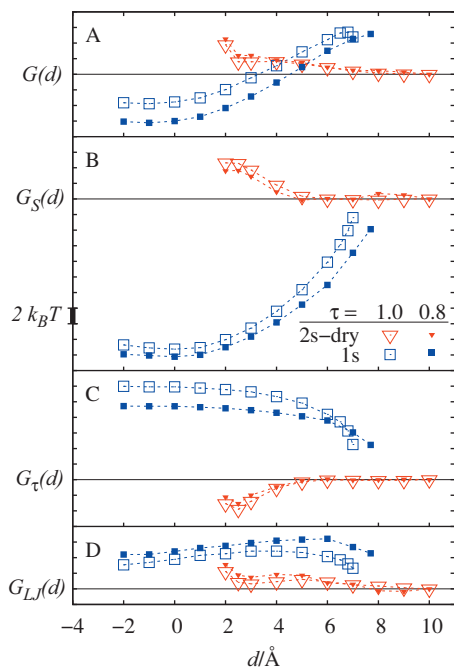 A
G(d)
B
G_S(d)
2 k_BT
τ = 1.0 0.8
2s−dry
1s
C
G_τ(d)
D
G_LJ(d)
−4 −2 0 2 4 6 8 10
d/Å